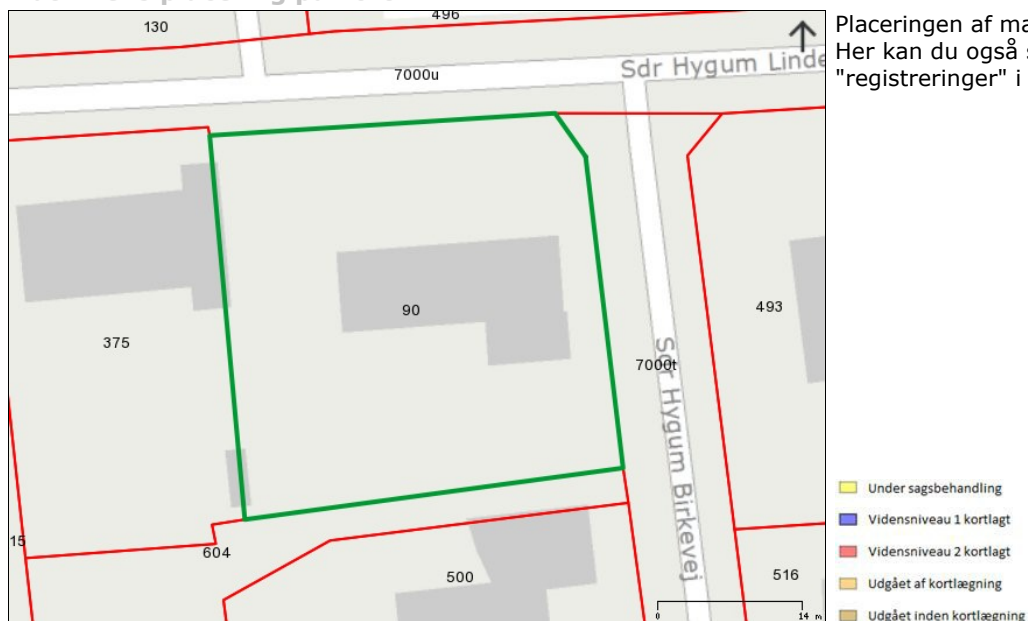 130
496
7000u
Sdr Hygum Linde
Placeringen af ma
Her kan du også s
"registreringer" i
90
375
493
7000t
Sdr Hygum Birkevej
15
604
500
516
0 14 m
Under sagsbehandling
Vidensniveau 1 kortlagt
Vidensniveau 2 kortlagt
Udgået af kortlægning
Udgået inden kortlægning